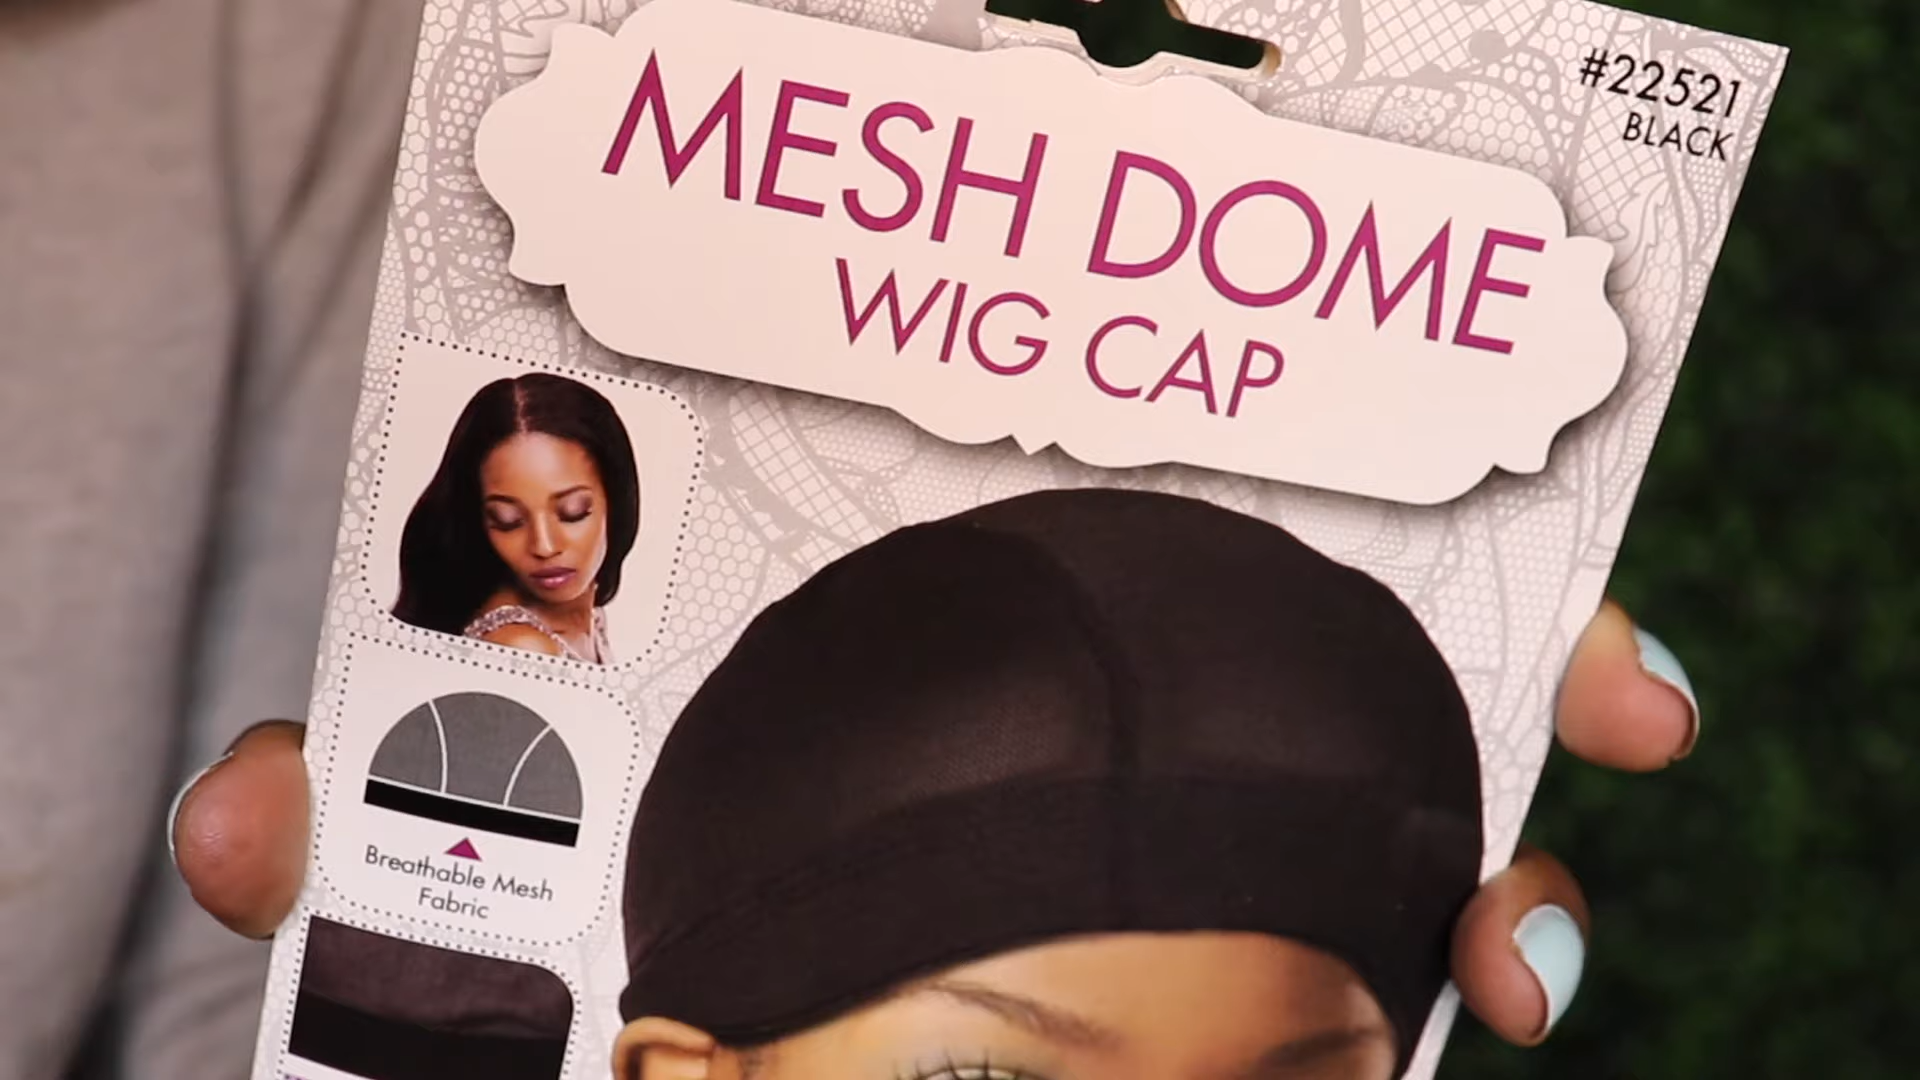 #22521
BLACK
MESH DOME
WIG CAP
Breathable Mesh
Fabric